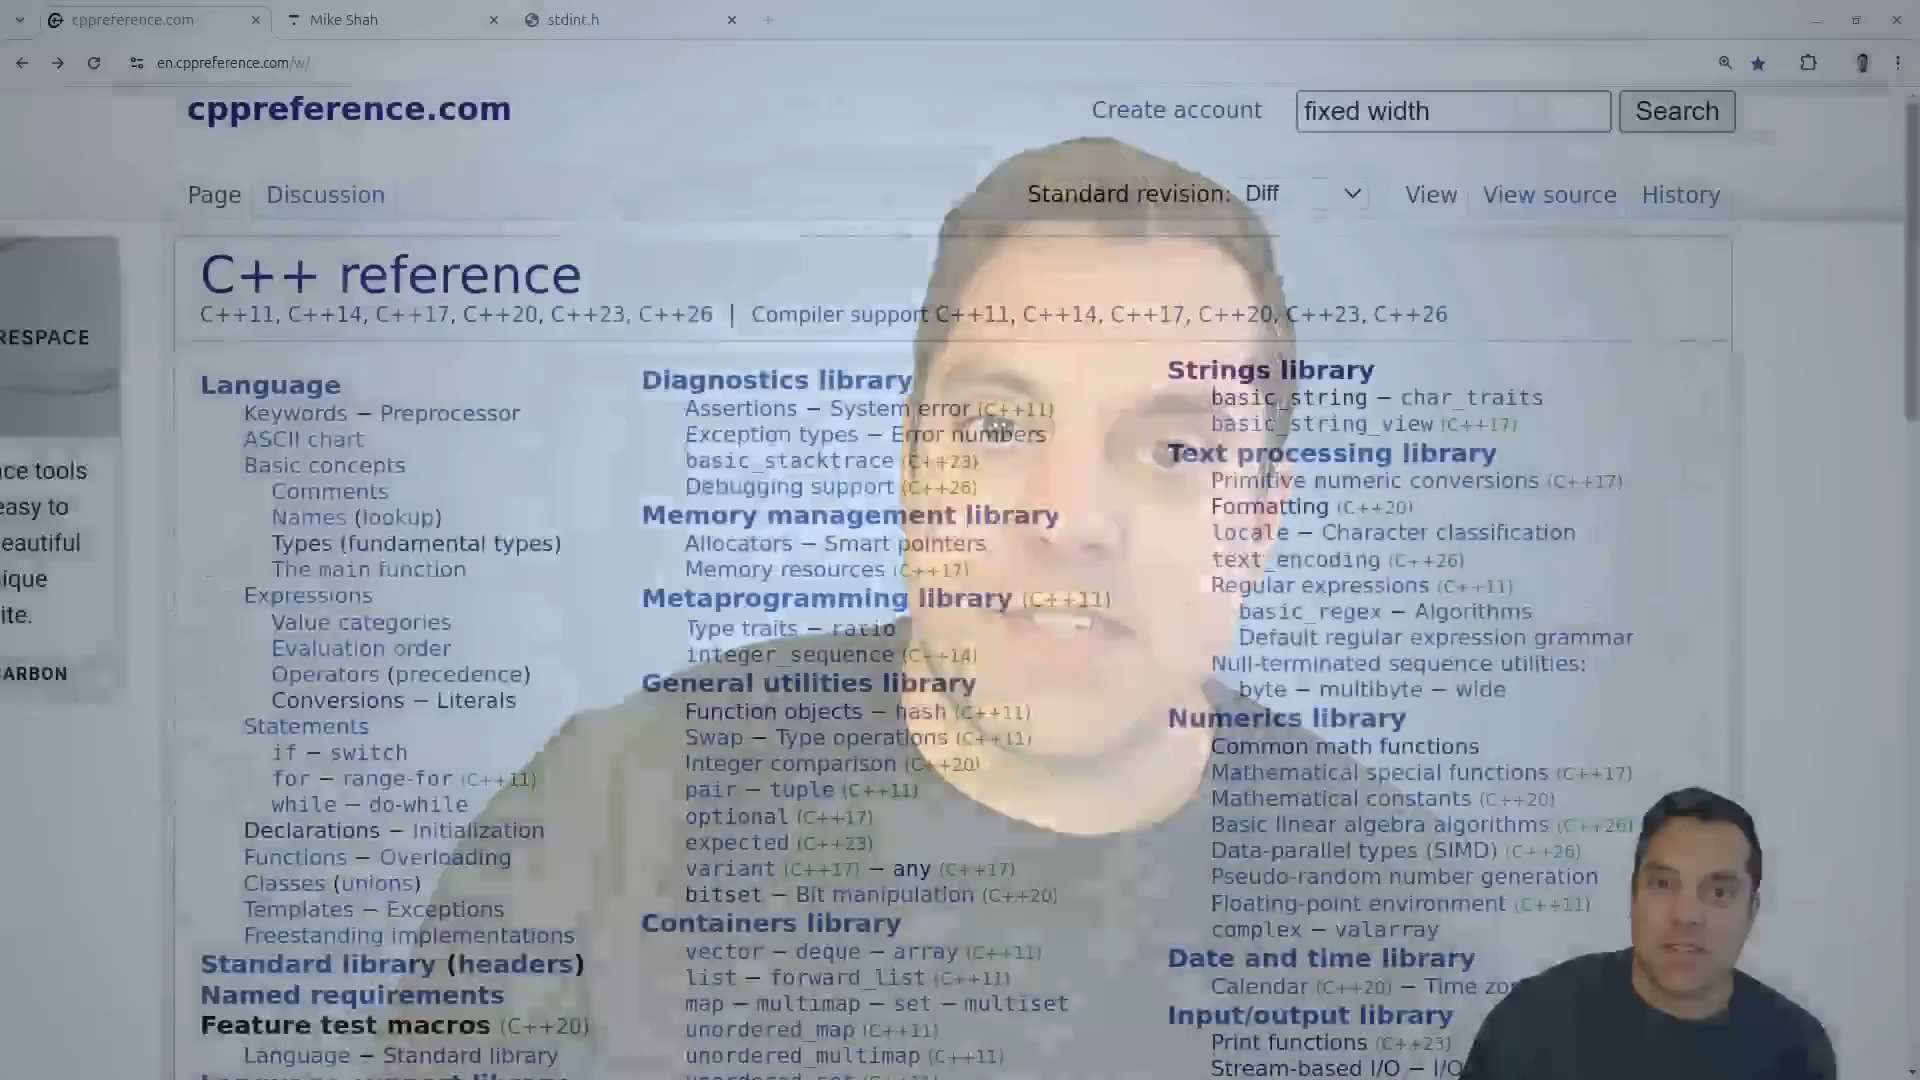 cppreference.com
Mike Shah
stdint.h
en.cppreference.com/w/
cppreference.com
Create account
fixed width
Search
Page
Discussion
Standard revision: Diff
View
View source
History
C++ reference
C++11, C++14, C++17, C++20, C++23, C++26 | Compiler support C++11, C++14, C++17, C++20, C++23, C++26
RESPACE
ce tools
easy to
eautiful
ique
ite.
ARBON
Language
Keywords − Preprocessor
ASCII chart
Basic concepts
Comments
Names (lookup)
Types (fundamental types)
The main function
Expressions
Value categories
Evaluation order
Operators (precedence)
Conversions − Literals
Statements
if − switch
for − range-for (C++11)
while − do-while
Declarations − Initialization
Functions − Overloading
Classes (unions)
Templates − Exceptions
Freestanding implementations
Standard library (headers)
Named requirements
Feature test macros (C++20)
Language − Standard library
Diagnostics library
Assertions − System error (C++11)
Exception types − Error numbers
basic_stacktrace (C++23)
Debugging support (C++26)
Memory management library
Allocators − Smart pointers
Memory resources (C++17)
Metaprogramming library (C++11)
Type traits − ratio
integer_sequence (C++14)
General utilities library
Function objects − hash (C++11)
Swap − Type operations (C++11)
Integer comparison (C++20)
pair − tuple (C++11)
optional (C++17)
expected (C++23)
variant (C++17) − any (C++17)
bitset − Bit manipulation (C++20)
Containers library
vector − deque − array (C++11)
list − forward_list (C++11)
map − multimap − set − multiset
unordered_map (C++11)
unordered_multimap (C++11)
Strings library
basic_string − char_traits
basic_string_view (C++17)
Text processing library
Primitive numeric conversions (C++17)
Formatting (C++20)
locale − Character classification
text_encoding (C++26)
Regular expressions (C++11)
basic_regex − Algorithms
Default regular expression grammar
Null-terminated sequence utilities:
byte − multibyte − wide
Numerics library
Common math functions
Mathematical special functions (C++17)
Mathematical constants (C++20)
Basic linear algebra algorithms (C++26)
Data-parallel types (SIMD) (C++26)
Pseudo-random number generation
Floating-point environment (C++11)
complex − valarray
Date and time library
Calendar (C++20) − Time zo
Input/output library
Print functions (C++23)
Stream-based I/O − I/O